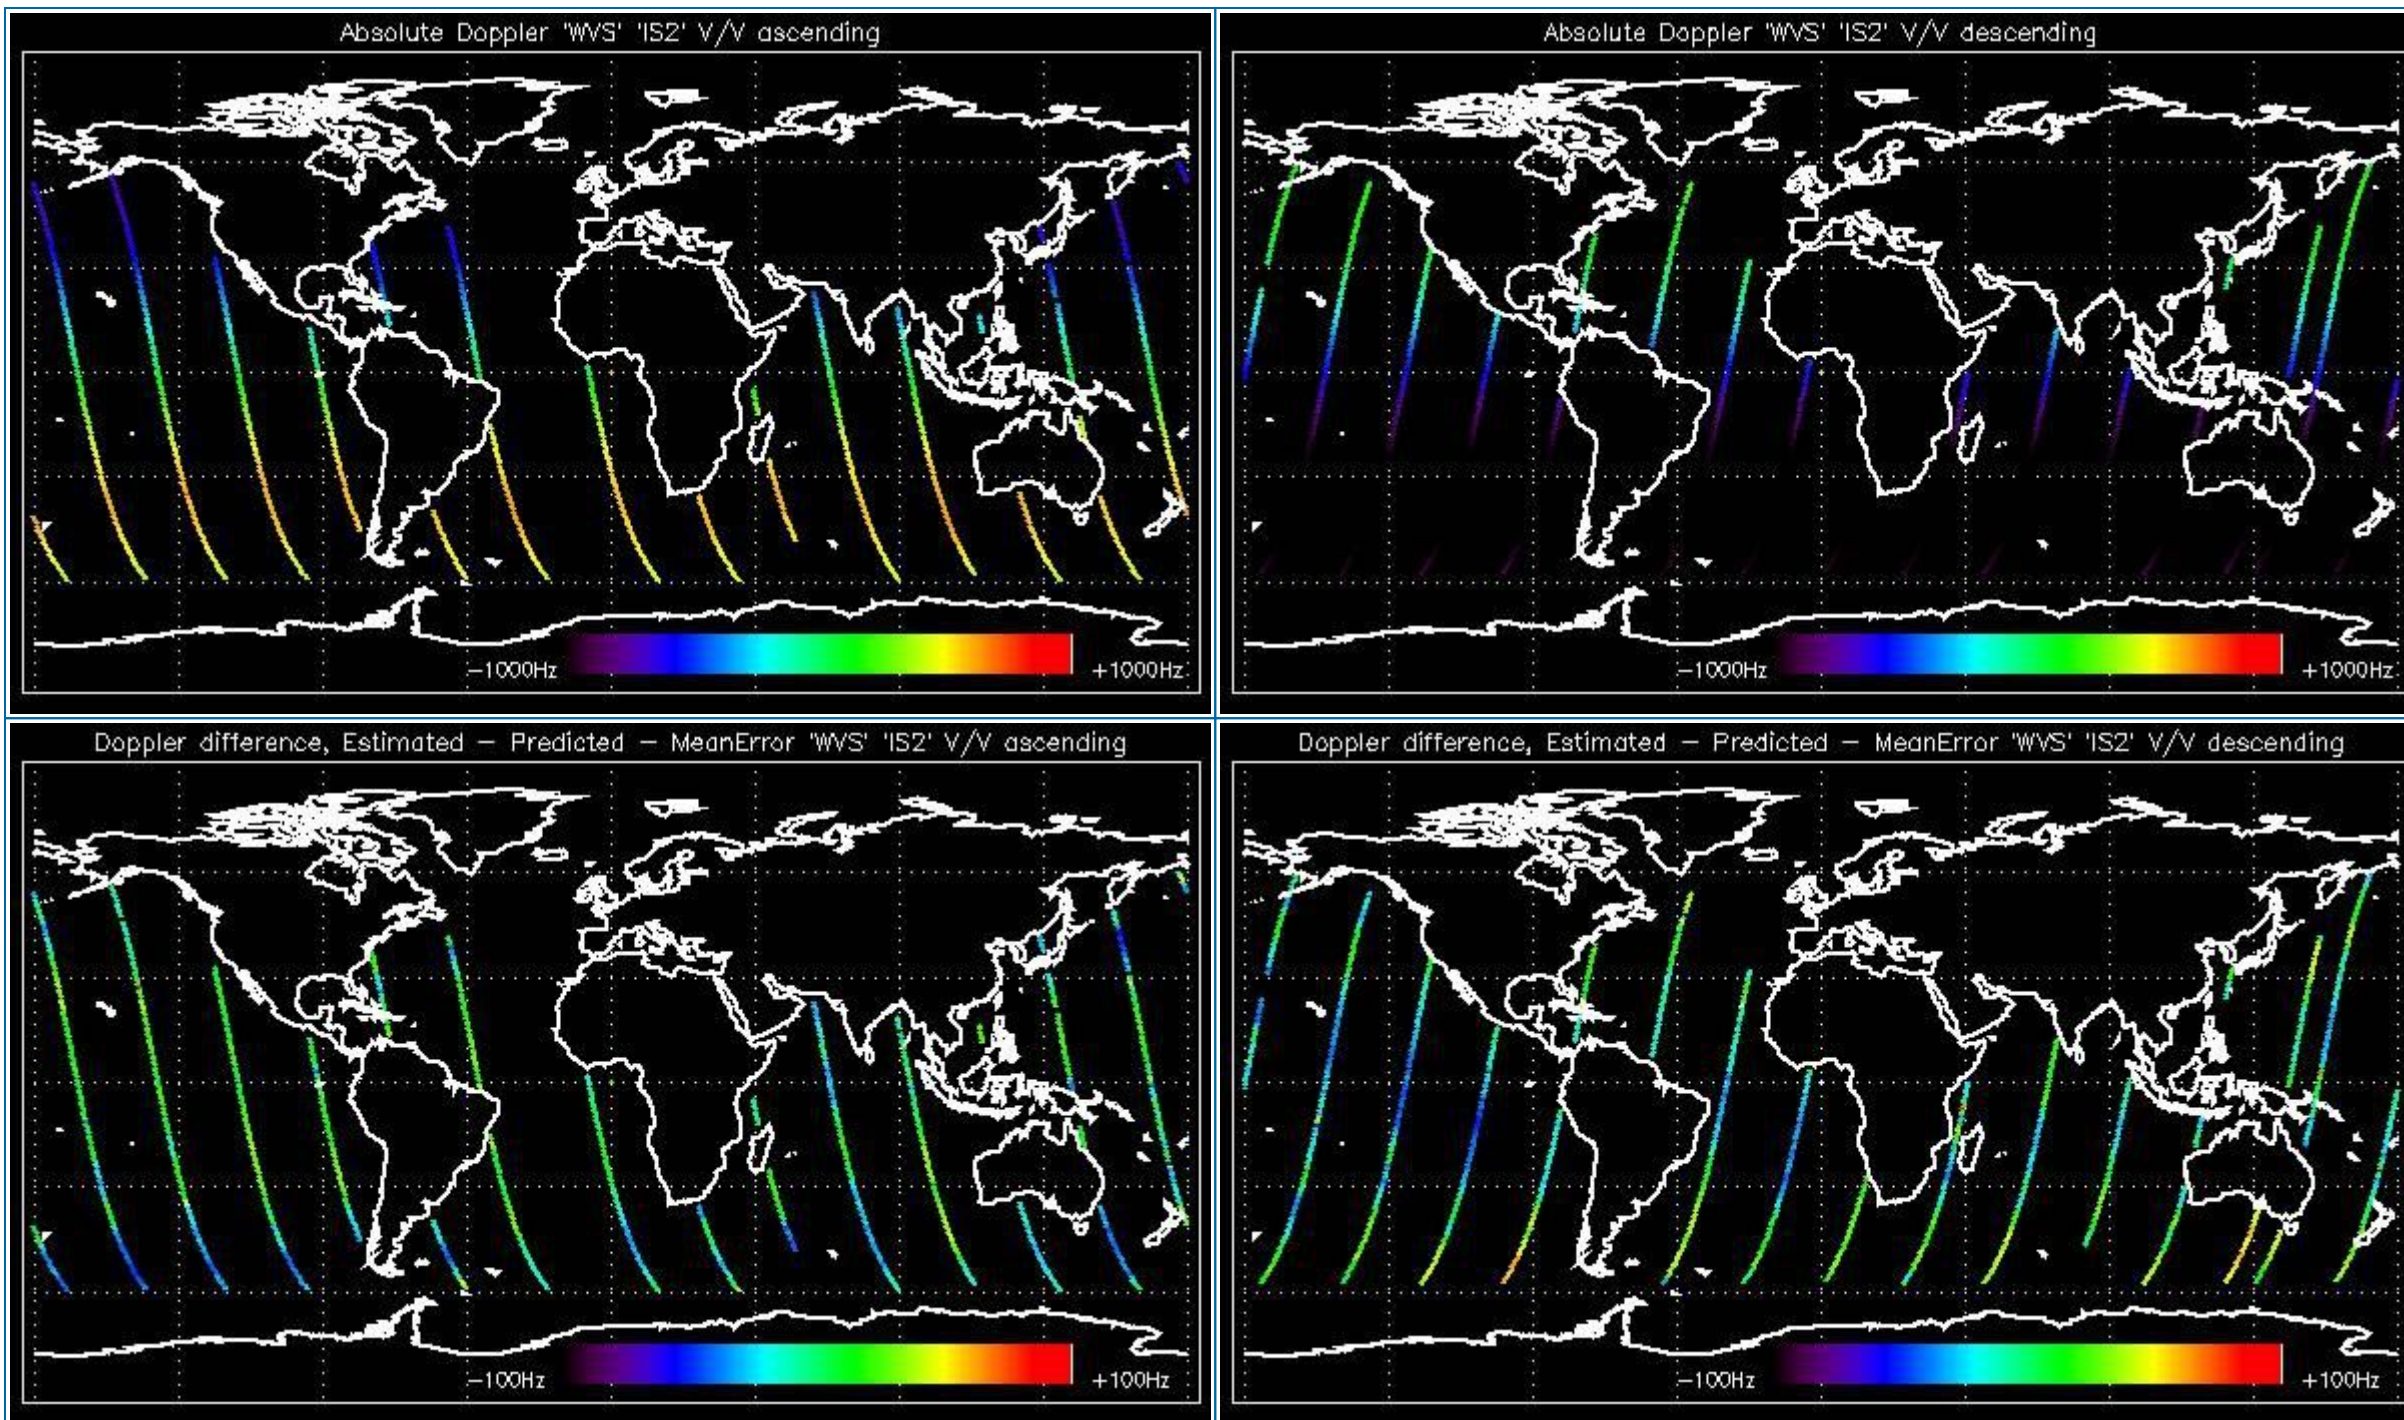 Absolute Doppler 'WVS' 'IS2' V/V ascending
-1000Hz
+1000Hz
Absolute Doppler 'WVS' 'IS2' V/V descending
-1000Hz
+1000Hz
Doppler difference, Estimated - Predicted - MeanError 'WVS' 'IS2' V/V ascending
-100Hz
+100Hz
Doppler difference, Estimated - Predicted - MeanError 'WVS' 'IS2' V/V descending
-100Hz
+100Hz